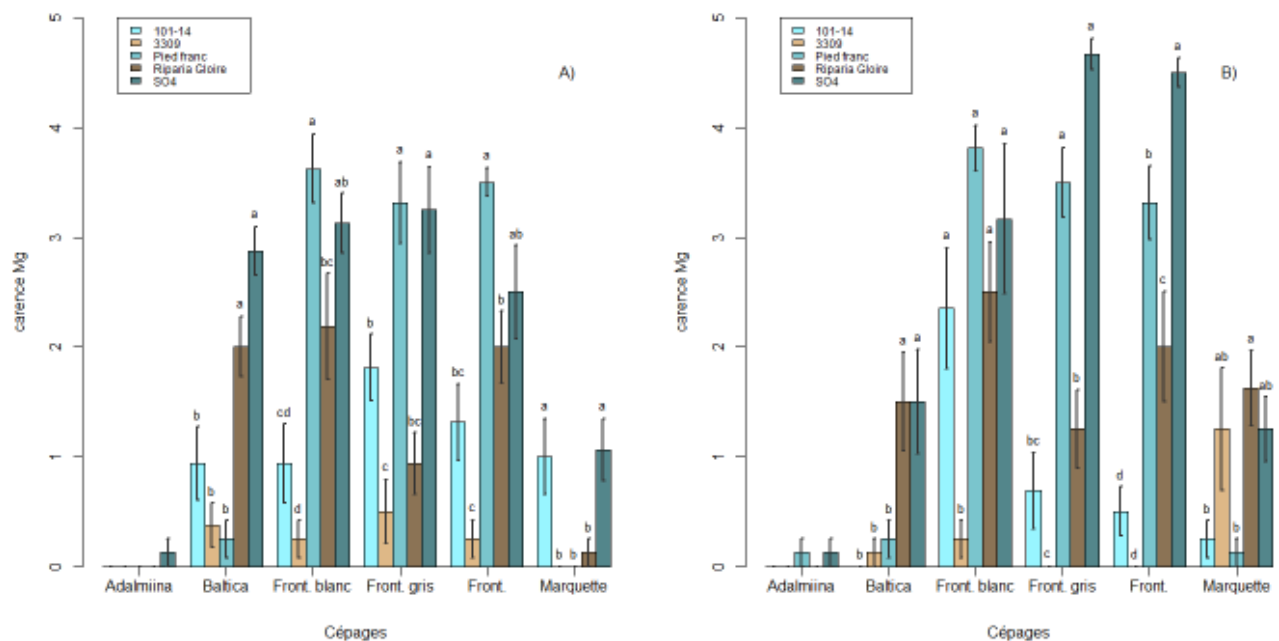 5
4
3
2
1
0
carence Mg
101-14
3309
Pied franc
Riparia Gloire
SO4
A)
b b b a a
cd d a bc ab
b c a bc a
bc c a b ab
a b b b a
Adalmiina Baltica Front. blanc Front. gris Front. Marquette
Cépages
5
4
3
2
1
0
carence Mg
101-14
3309
Pied franc
Riparia Gloire
SO4
B)
b b b a a
a b a a a
bc c a b a
d d b c a
b ab b a ab
Adalmiina Baltica Front. blanc Front. gris Front. Marquette
Cépages